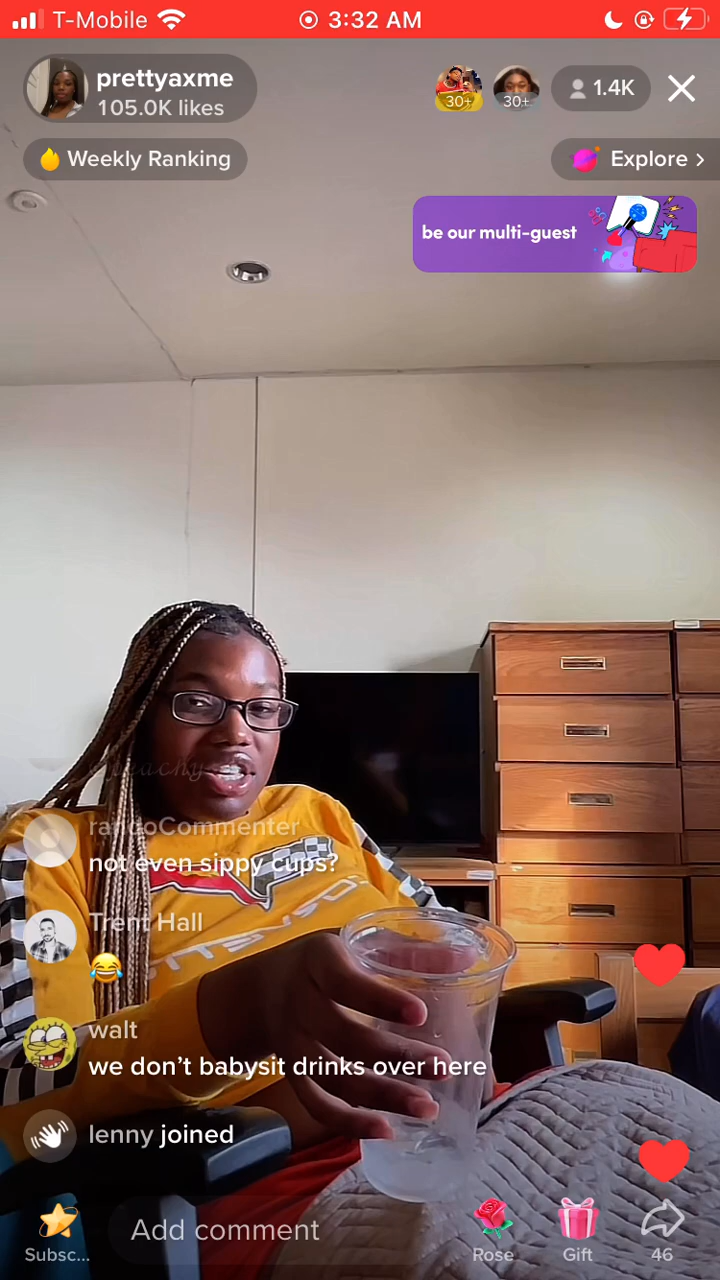 T-Mobile
3:32 AM
prettyaxme
105.0K likes
30+
30+
1.4K
Weekly Ranking
Explore >
be our multi-guest
randoCommenter
not even sippy cups?
Trent Hall
😂
walt
we don’t babysit drinks over here
lenny joined
Add comment
Subsc...
Rose
Gift
46